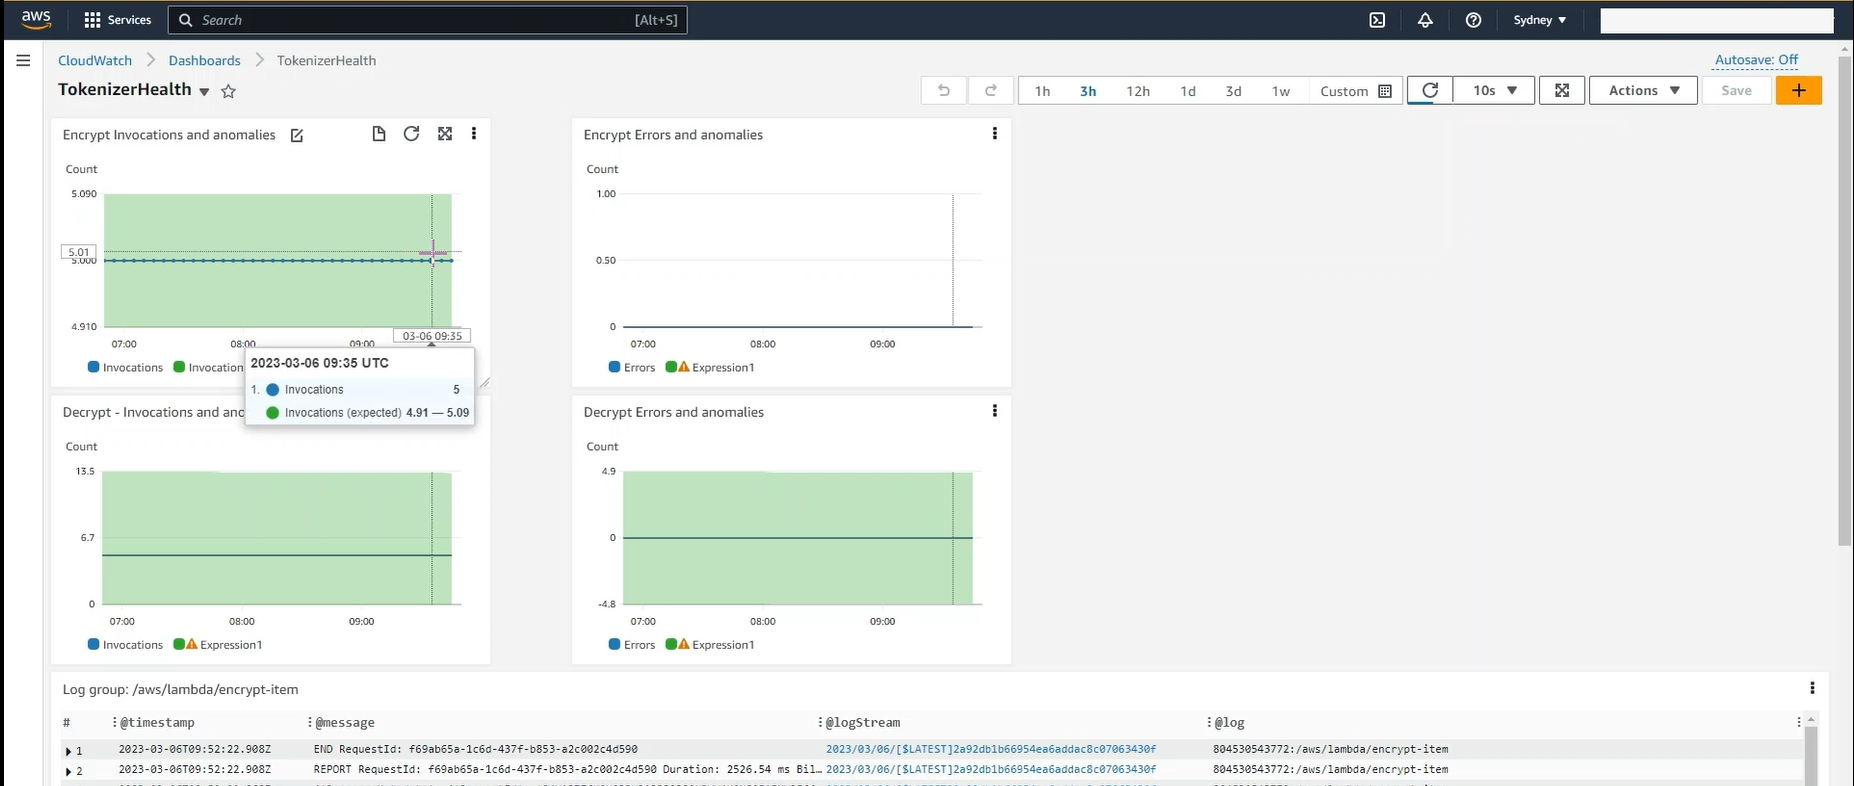 aws Services Search [Alt+S] Sydney
CloudWatch Dashboards TokenizerHealth Autosave: Off
TokenizerHealth 1h 3h 12h 1d 3d 1w Custom 10s Actions Save +
Encrypt Invocations and anomalies
Count
5.090
5.01
5.000
4.910
03-06 09:35
07:00 08:00 09:00
Invocations Invocation
2023-03-06 09:35 UTC
1. Invocations 5
Invocations (expected) 4.91 — 5.09
Encrypt Errors and anomalies
Count
1.00
0.50
0
07:00 08:00 09:00
Errors Expression1
Decrypt - Invocations and
Count
13.5
6.7
0
07:00 08:00 09:00
Invocations Expression1
Decrypt Errors and anomalies
Count
4.9
0
-4.8
07:00 08:00 09:00
Errors Expression1
Log group: /aws/lambda/encrypt-item
# @timestamp @message @logStream @log
1 2023-03-06T09:52:22.908Z END RequestId: f69ab65a-1c6d-437f-b853-a2c002c4d590 2023/03/06/[$LATEST]2a92db1b66954ea6addac8c07063430f 804530543772:/aws/lambda/encrypt-item
2 2023-03-06T09:52:22.908Z REPORT RequestId: f69ab65a-1c6d-437f-b853-a2c002c4d590 Duration: 2526.54 ms Bil… 2023/03/06/[$LATEST]2a92db1b66954ea6addac8c07063430f 804530543772:/aws/lambda/encrypt-item